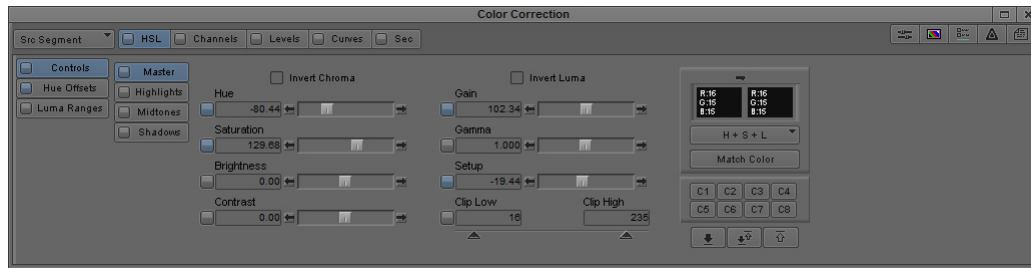 Color Correction
Src Segment HSL Channels Levels Curves Sec
Controls
Hue Offsets
Luma Ranges
Master
Highlights
Midtones
Shadows
Invert Chroma
Hue
-80.44
Saturation
129.68
Brightness
0.00
Contrast
0.00
Invert Luma
Gain
102.34
Gamma
1.000
Setup
-19.44
Clip Low Clip High
16 235
R:16 R:16
G:15 G:15
B:15 B:15
H + S + L
Match Color
C1 C2 C3 C4
C5 C6 C7 C8